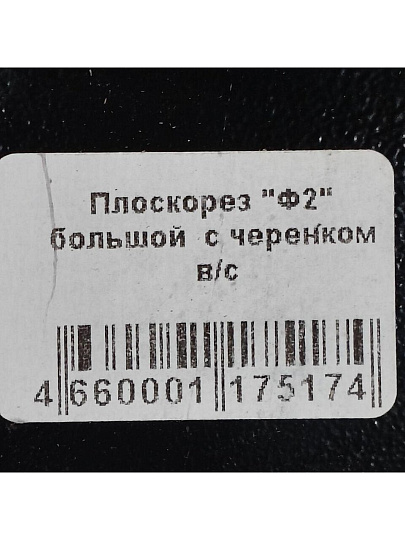 Плоскорез "Ф2"
большой с черенком
в/с
4 660001 175174